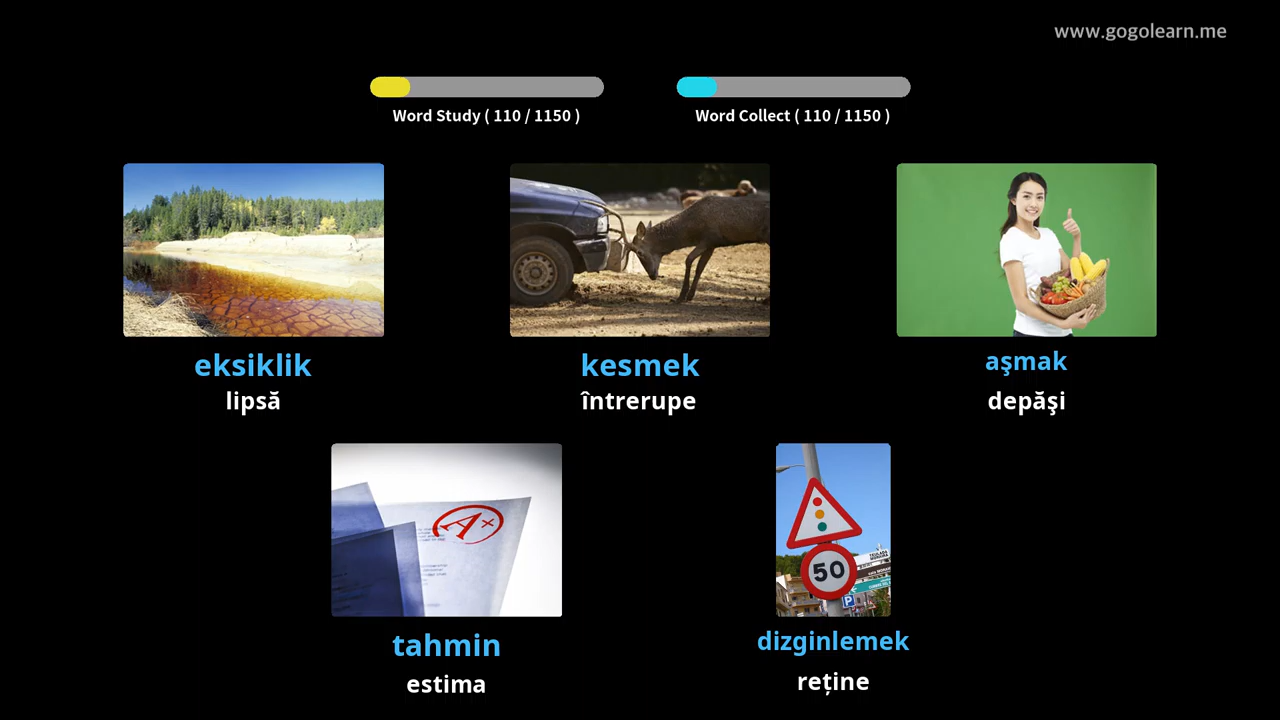 www.gogolearn.me
Word Study ( 110 / 1150 )
Word Collect ( 110 / 1150 )
eksiklik
lipsă
kesmek
întrerupe
aşmak
depăşi
A+
50
P
tahmin
estima
dizginlemek
reține